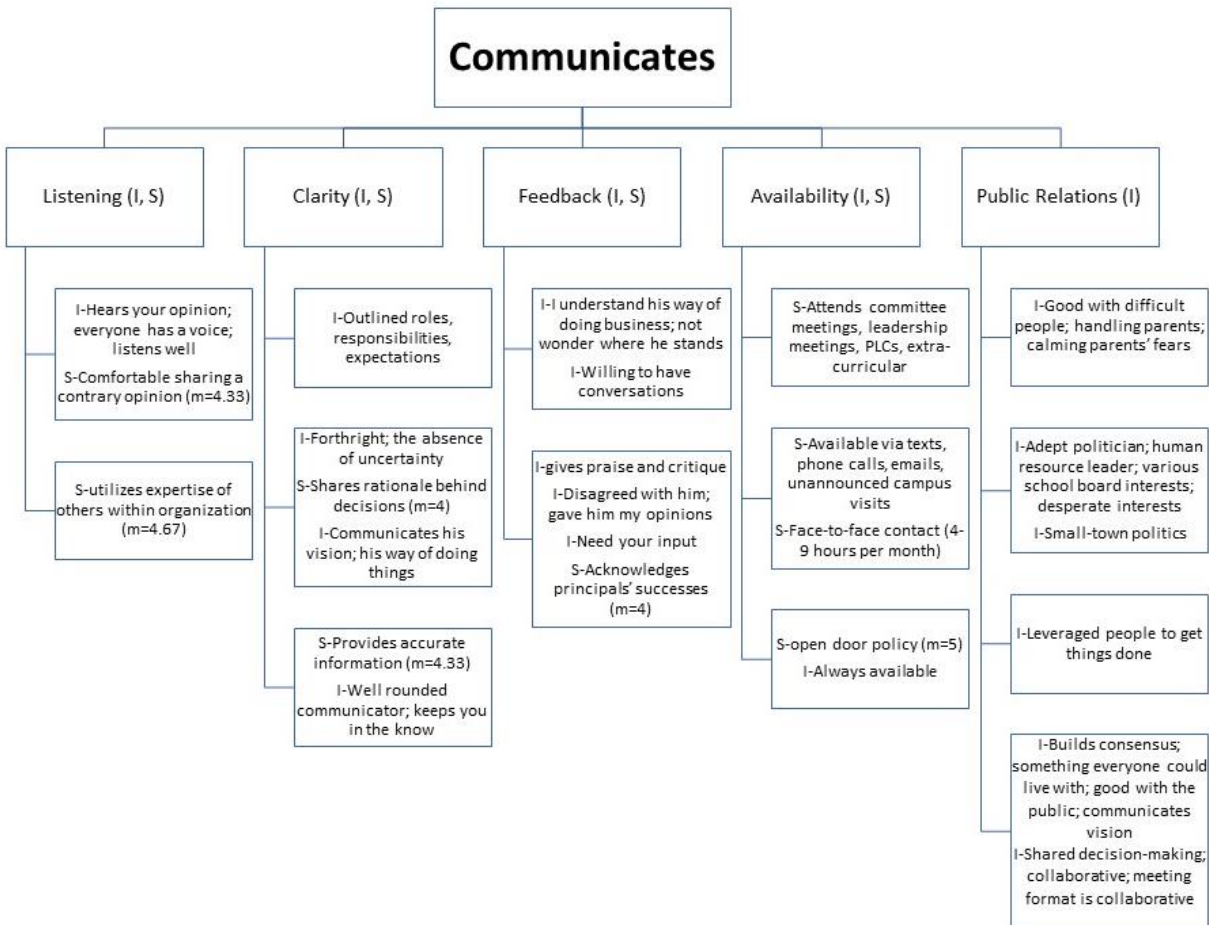 Communicates
Listening (I, S)
I-Hears your opinion;
everyone has a voice;
listens well
S-Comfortable sharing a
contrary opinion (m=4.33)
S-utilizes expertise of
others within organization
(m=4.67)
Clarity (I, S)
I-Outlined roles,
responsibilities,
expectations
I-Forthright; the absence
of uncertainty
S-Shares rationale behind
decisions (m=4)
I-Communicates his
vision; his way of doing
things
S-Provides accurate
information (m=4.33)
I-Well rounded
communicator; keeps you
in the know
Feedback (I, S)
I-I understand his way of
doing business; not
wonder where he stands
I-Willing to have
conversations
I-gives praise and critique
I-Disagreed with him;
gave him my opinions
I-Need your input
S-Acknowledges
principals’ successes
(m=4)
Availability (I, S)
S-Attends committee
meetings, leadership
meetings, PLCs, extra-
curricular
S-Available via texts,
phone calls, emails,
unannounced campus
visits
S-Face-to-face contact (4-
9 hours per month)
S-open door policy (m=5)
I-Always available
Public Relations (I)
I-Good with difficult
people; handling parents;
calming parents’ fears
I-Adept politician; human
resource leader; various
school board interests;
desperate interests
I-Small-town politics
I-Leveraged people to get
things done
I-Builds consensus;
something everyone could
live with; good with the
public; communicates
vision
I-Shared decision-making;
collaborative; meeting
format is collaborative